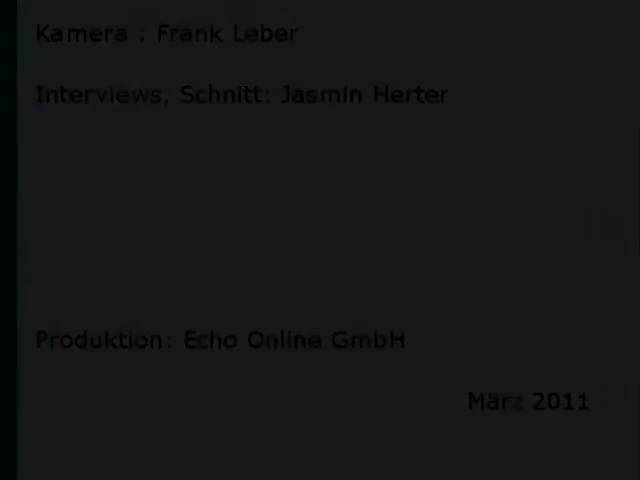 Kamera : Frank Leber
Interviews, Schnitt: Jasmin Herter
Produktion: Echo Online GmbH
März 2011